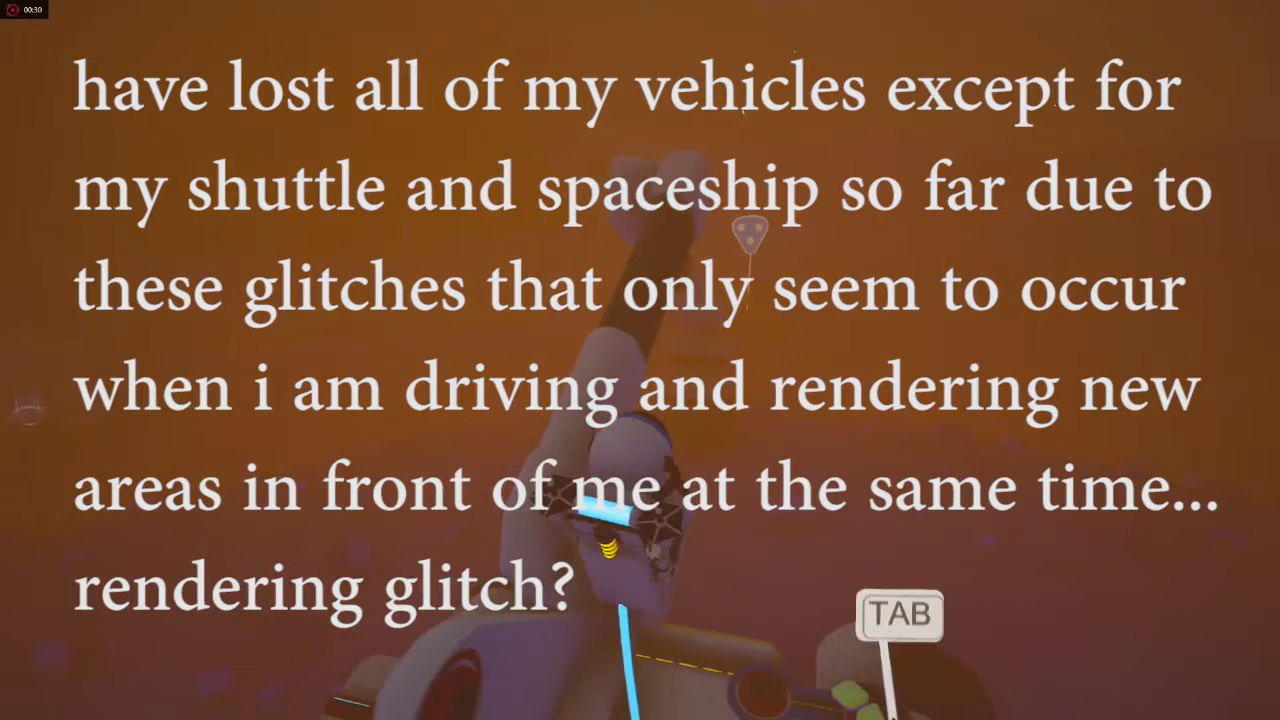 00:30
have lost all of my vehicles except for
my shuttle and spaceship so far due to
these glitches that only seem to occur
when i am driving and rendering new
areas in front of me at the same time...
rendering glitch?
TAB